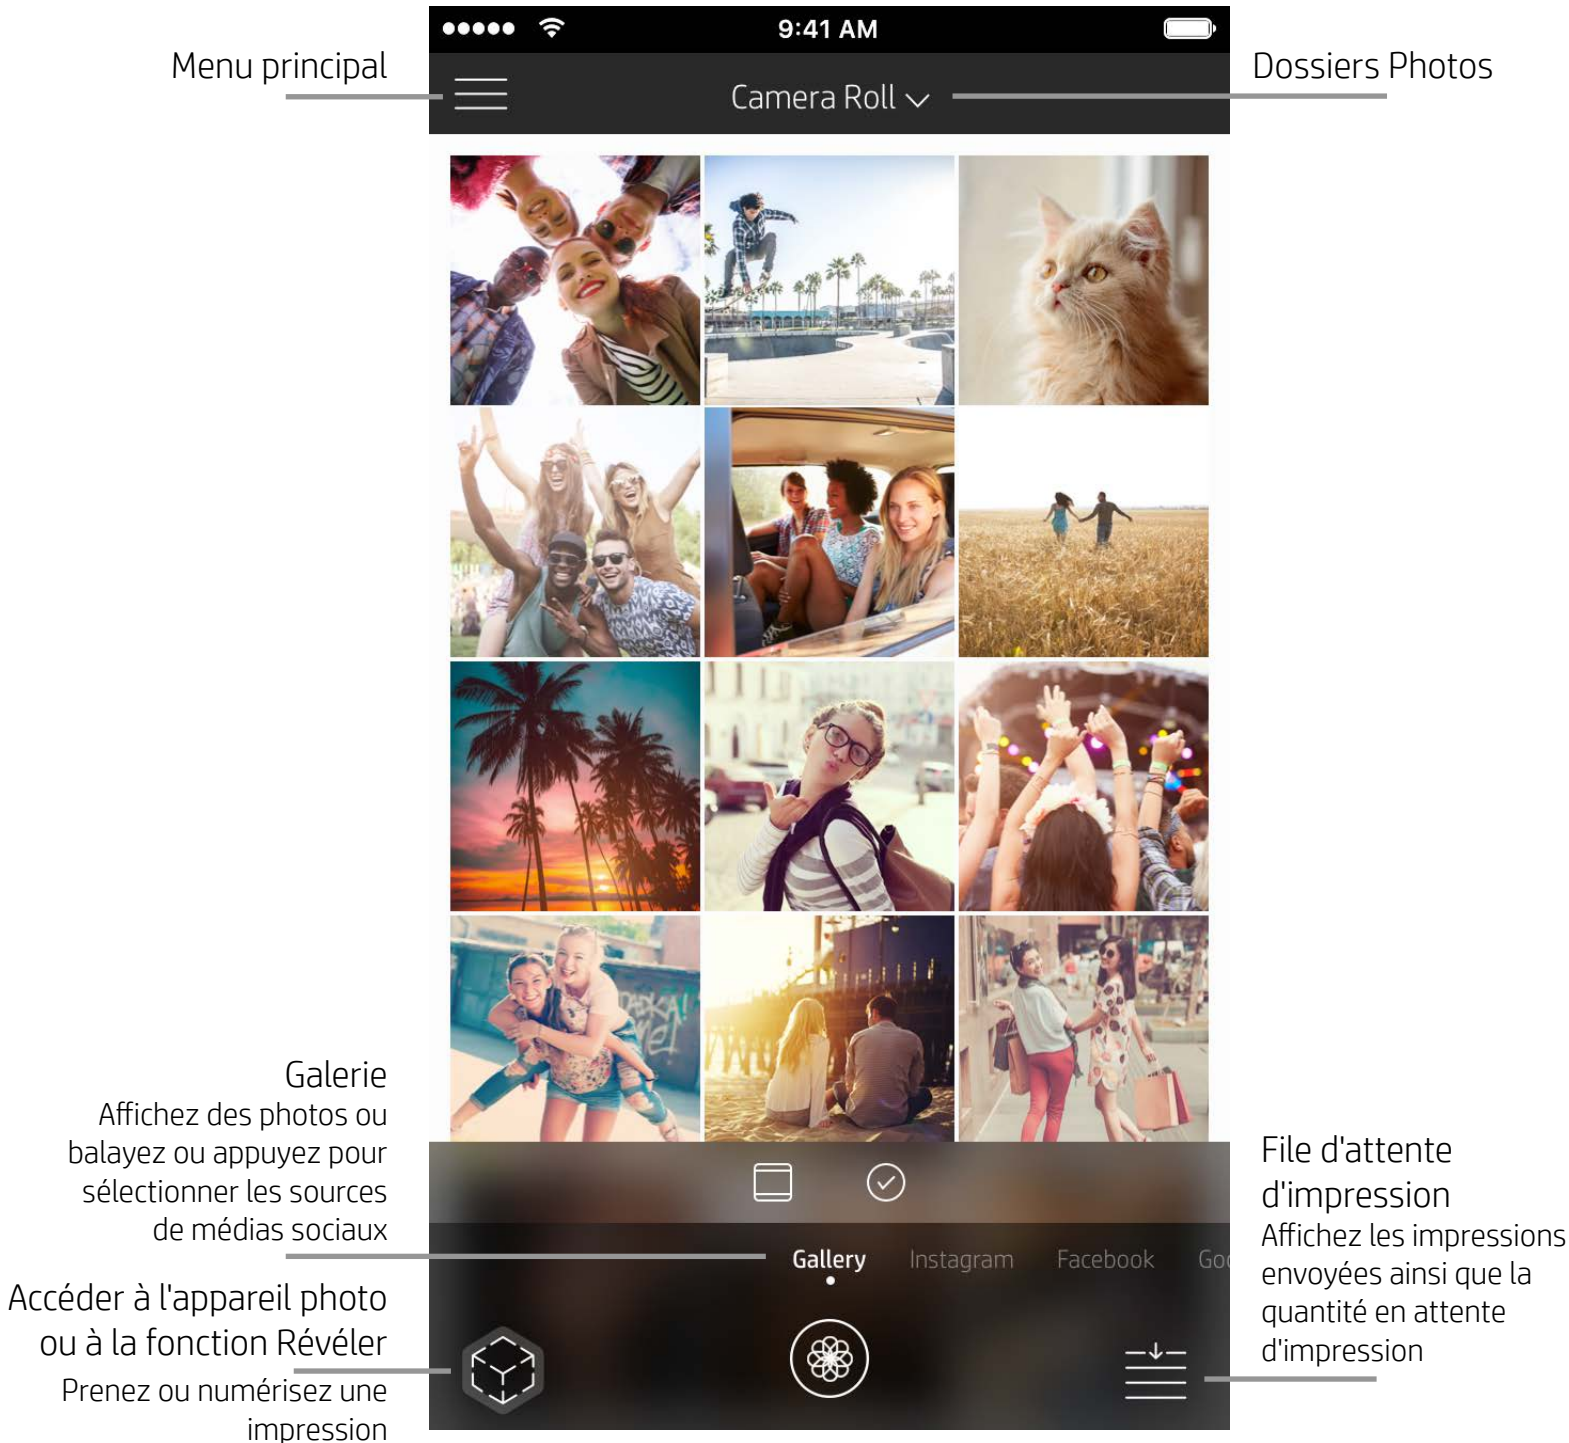 9:41 AM
Menu principal
Camera Roll
Dossiers Photos
Galerie
Affichez des photos ou
balayez ou appuyez pour
sélectionner les sources
de médias sociaux
Accéder à l'appareil photo
ou à la fonction Révéler
Prenez ou numérisez une
impression
Gallery Instagram Facebook Goo
File d'attente
d'impression
Affichez les impressions
envoyées ainsi que la
quantité en attente
d'impression